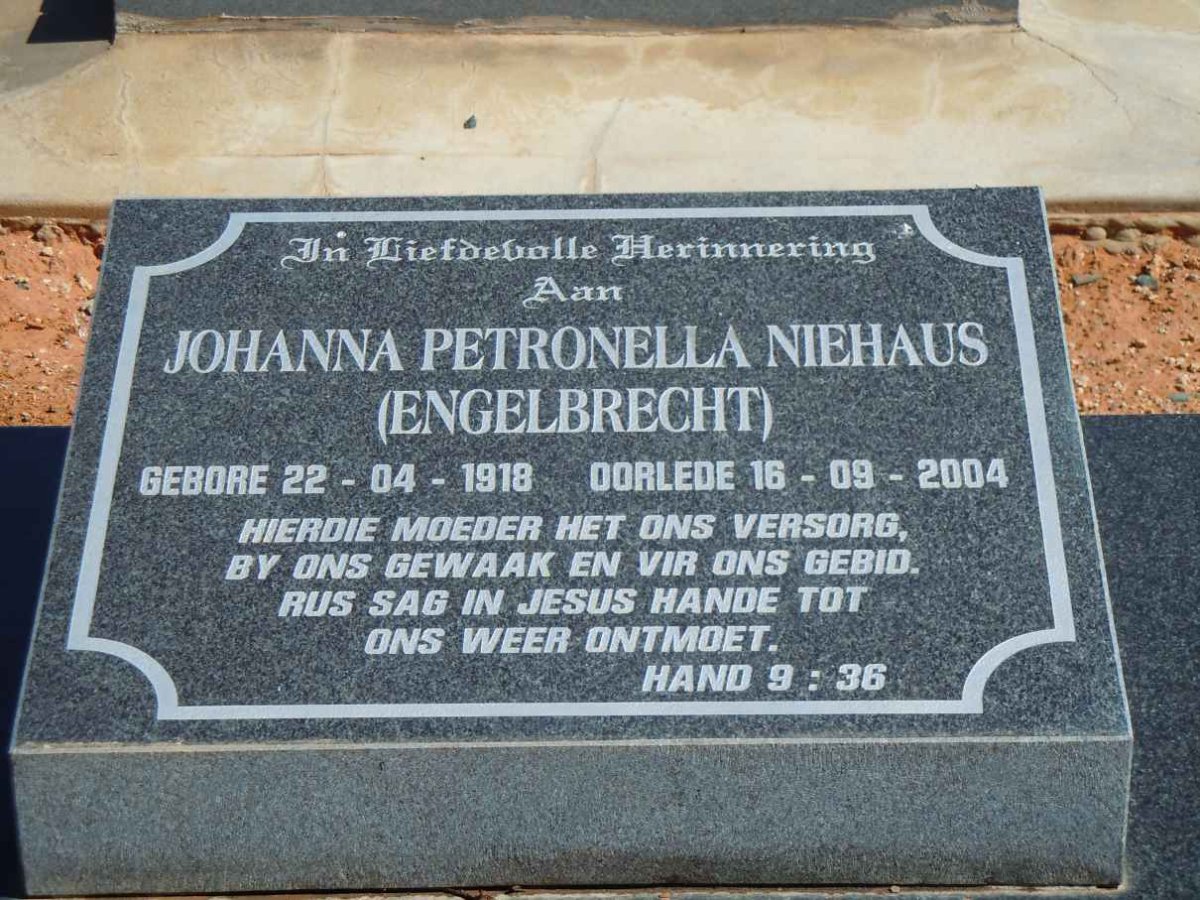 In Liefdevolle Herinnering
Aan
JOHANNA PETRONELLA NIEHAUS
(ENGELBRECHT)
GEBORE 22 - 04 - 1918 OORLEDE 16 - 09 - 2004
HIERDIE MOEDER HET ONS VERSORG,
BY ONS GEWAAK EN VIR ONS GEBID.
RUS SAG IN JESUS HANDE TOT
ONS WEER ONTMOET.
HAND 9 : 36